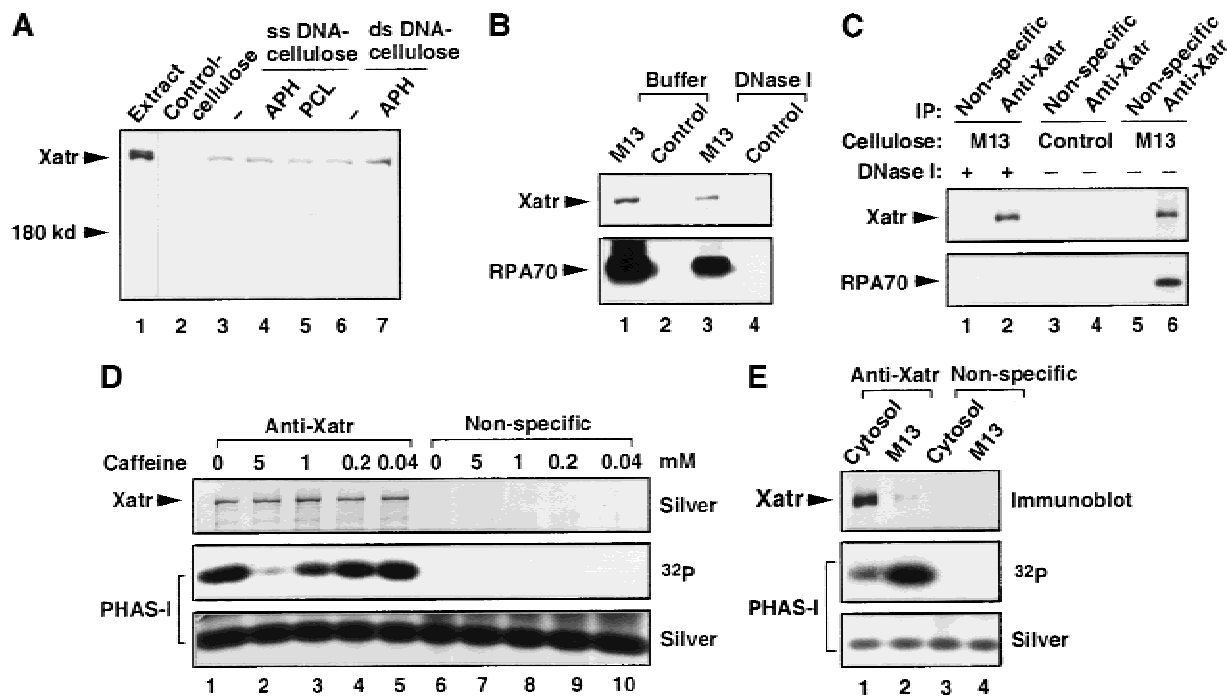 A
ss DNA-
cellulose
ds DNA-
cellulose
Extract
Control-
cellulose
–
APH
PCL
–
APH
Xatr
180 kd
1 2 3 4 5 6 7
B
Buffer DNase I
M13 Control M13 Control
Xatr
RPA70
1 2 3 4
C
IP: Non-specific Anti-Xatr Non-specific Anti-Xatr Non-specific Anti-Xatr
Cellulose: M13 Control M13
DNase I: + + – – – –
Xatr
RPA70
1 2 3 4 5 6
D
Anti-Xatr Non-specific
Caffeine 0 5 1 0.2 0.04 0 5 1 0.2 0.04 mM
Xatr Silver
32P
PHAS-I
Silver
1 2 3 4 5 6 7 8 9 10
E
Anti-Xatr Non-specific
Cytosol M13 Cytosol M13
Xatr Immunoblot
32P
PHAS-I
Silver
1 2 3 4